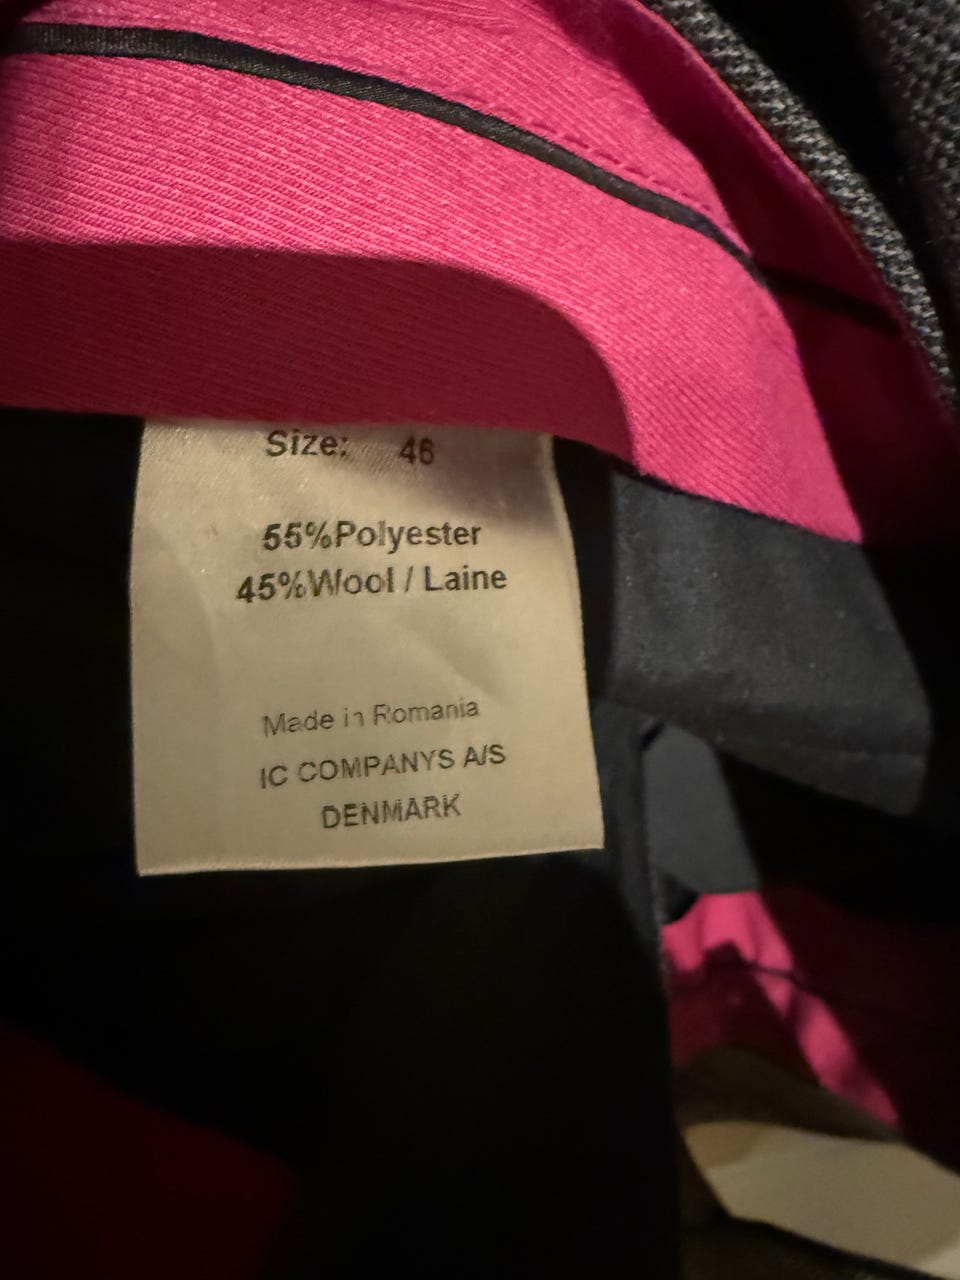 Size: 46
55%Polyester
45%Wool / Laine
Made in Romania
IC COMPANYS A/S
DENMARK